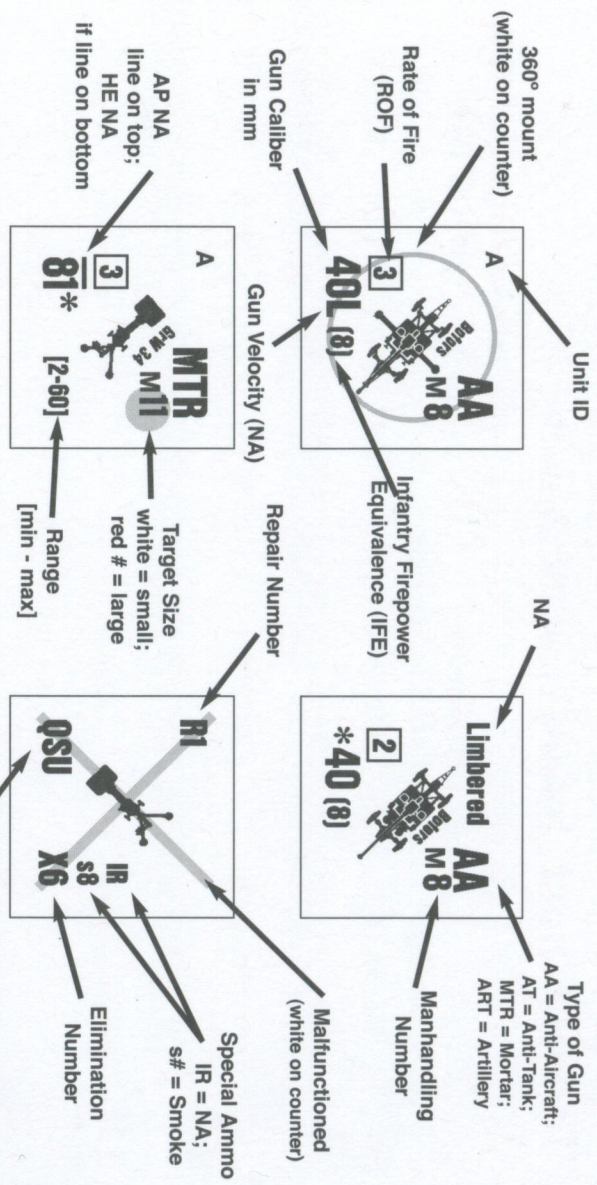 Unit ID
360º mount
(white on counter)
Rate of Fire
(ROF)
Gun Caliber
in mm
A
AA
M 8
Bofors
3
40L (8)
Infantry Firepower
Equivalence (IFE)
Gun Velocity (NA)
NA
Limbered
AA
M 8
Bofors
2
*40 (8)
Type of Gun
AA = Anti-Aircraft;
AT = Anti-Tank;
MTR = Mortar;
ART = Artillery
Manhandling
Number
AP NA
line on top;
HE NA
if line on bottom
A
MTR
M11
GrW 34
3
81*
[2-60]
Target Size
white = small;
red # = large
Range
[min - max]
Repair Number
R1
IR
s8
QSU
X6
Malfunctioned
(white on counter)
Special Ammo
IR = NA;
s# = Smoke
Elimination
Number